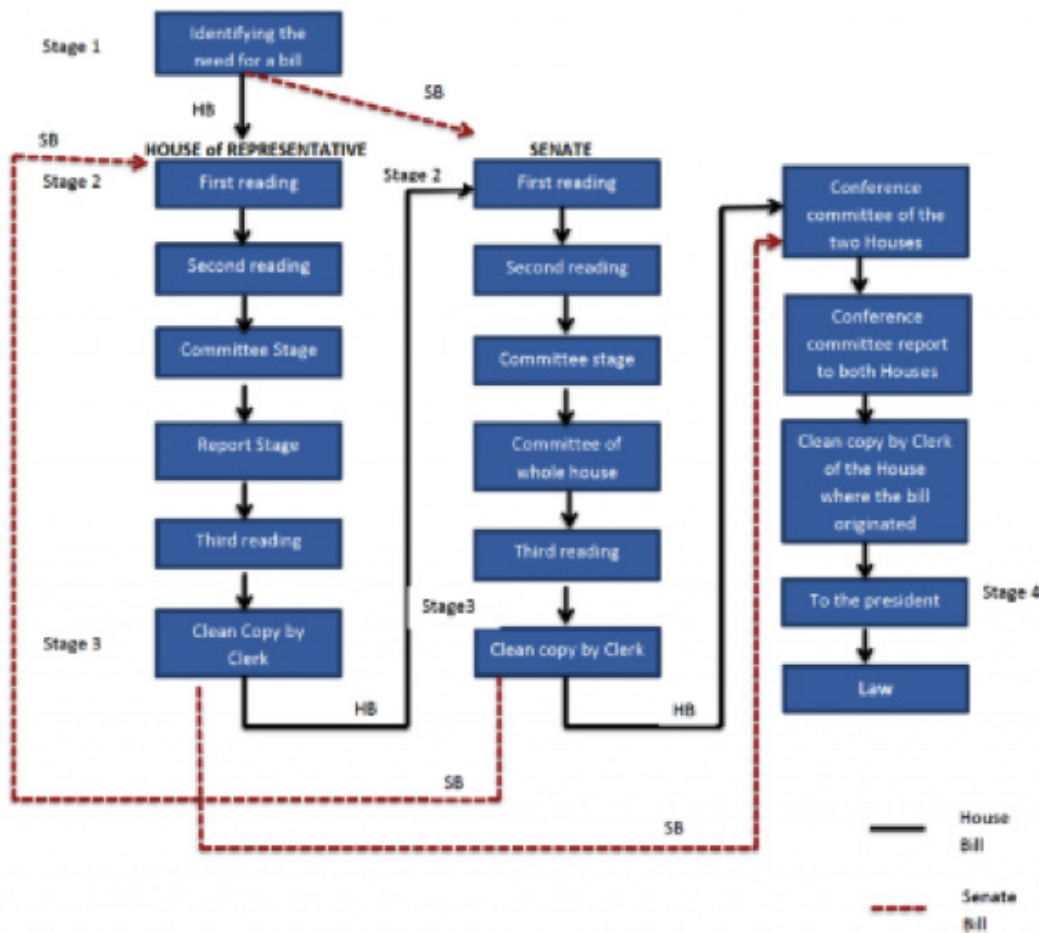 Stage 1
Identifying the
need for a bill
HB
SB
SB
HOUSE of REPRESENTATIVE
Stage 2
First reading
Second reading
Committee Stage
Report Stage
Third reading
Stage 3
Clean Copy by
Clerk
HB
SB
SENATE
Stage 2
First reading
Second reading
Committee stage
Committee of
whole house
Third reading
Stage3
Clean copy by Clerk
HB
SB
Conference
committee of the
two Houses
Conference
committee report
to both Houses
Clean copy by Clerk
of the House
where the bill
originated
To the president
Stage 4
Law
House
Bill
Senate
Bill